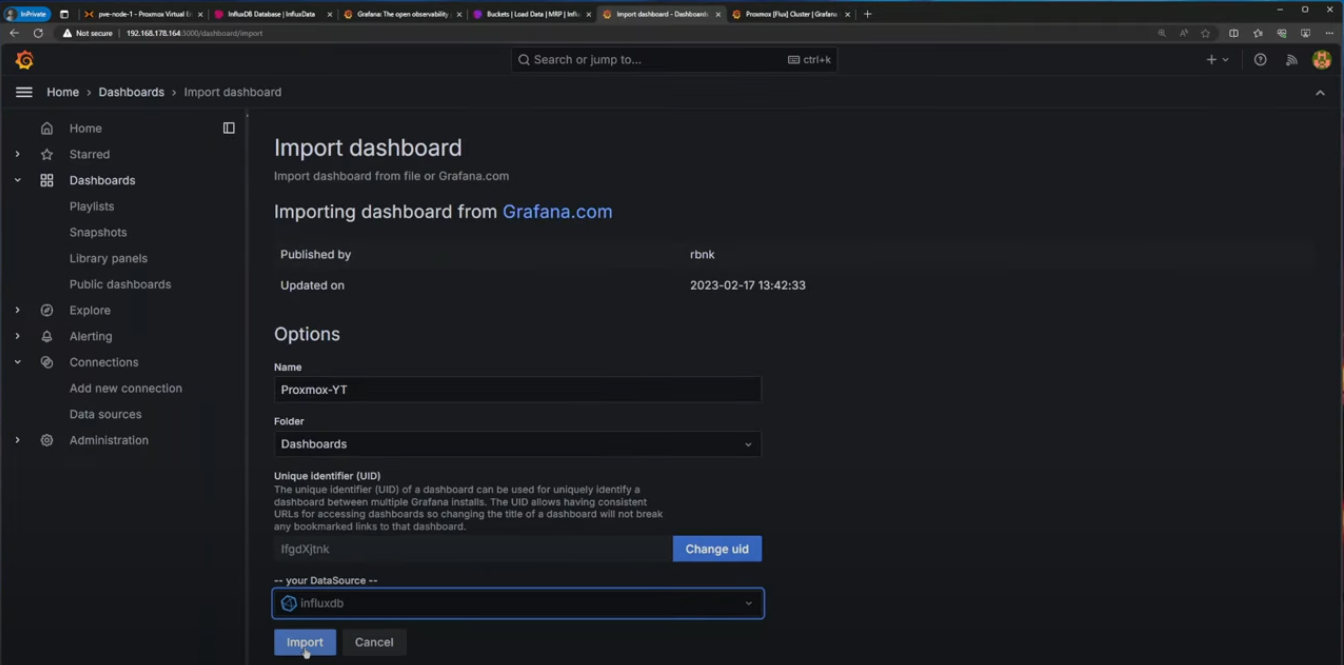 InPrivate
pve-node-1 - Proxmox Virtual E
InfluxDB Database | InfluxData
Grafana: The open observability
Buckets | Load Data | MRP | Influ
Import dashboard - Dashboards
Proxmox [Flux] Cluster | Grafana
Not secure
192.168.178.164:3000/dashboard/import
Search or jump to...
ctrl+k
Home › Dashboards › Import dashboard
Home
Starred
Dashboards
Playlists
Snapshots
Library panels
Public dashboards
Explore
Alerting
Connections
Add new connection
Data sources
Administration
Import dashboard
Import dashboard from file or Grafana.com
Importing dashboard from Grafana.com
Published by rbnk
Updated on 2023-02-17 13:42:33
Options
Name
Proxmox-YT
Folder
Dashboards
Unique identifier (UID)
The unique identifier (UID) of a dashboard can be used for uniquely identify a
dashboard between multiple Grafana installs. The UID allows having consistent
URLs for accessing dashboards so changing the title of a dashboard will not break
any bookmarked links to that dashboard.
IfgdXjtnk
Change uid
-- your DataSource --
influxdb
Import
Cancel